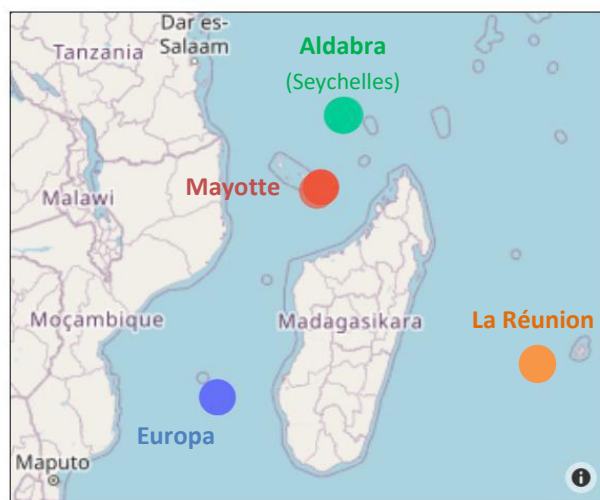 Dar es-
Salaam
Tanzania
Aldabra
(Seychelles)
Mayotte
Malawi
Moçambique
Madagasikara
La Réunion
Europa
Maputo
i